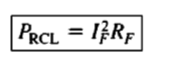 P_RCL = I_F^2 R_F